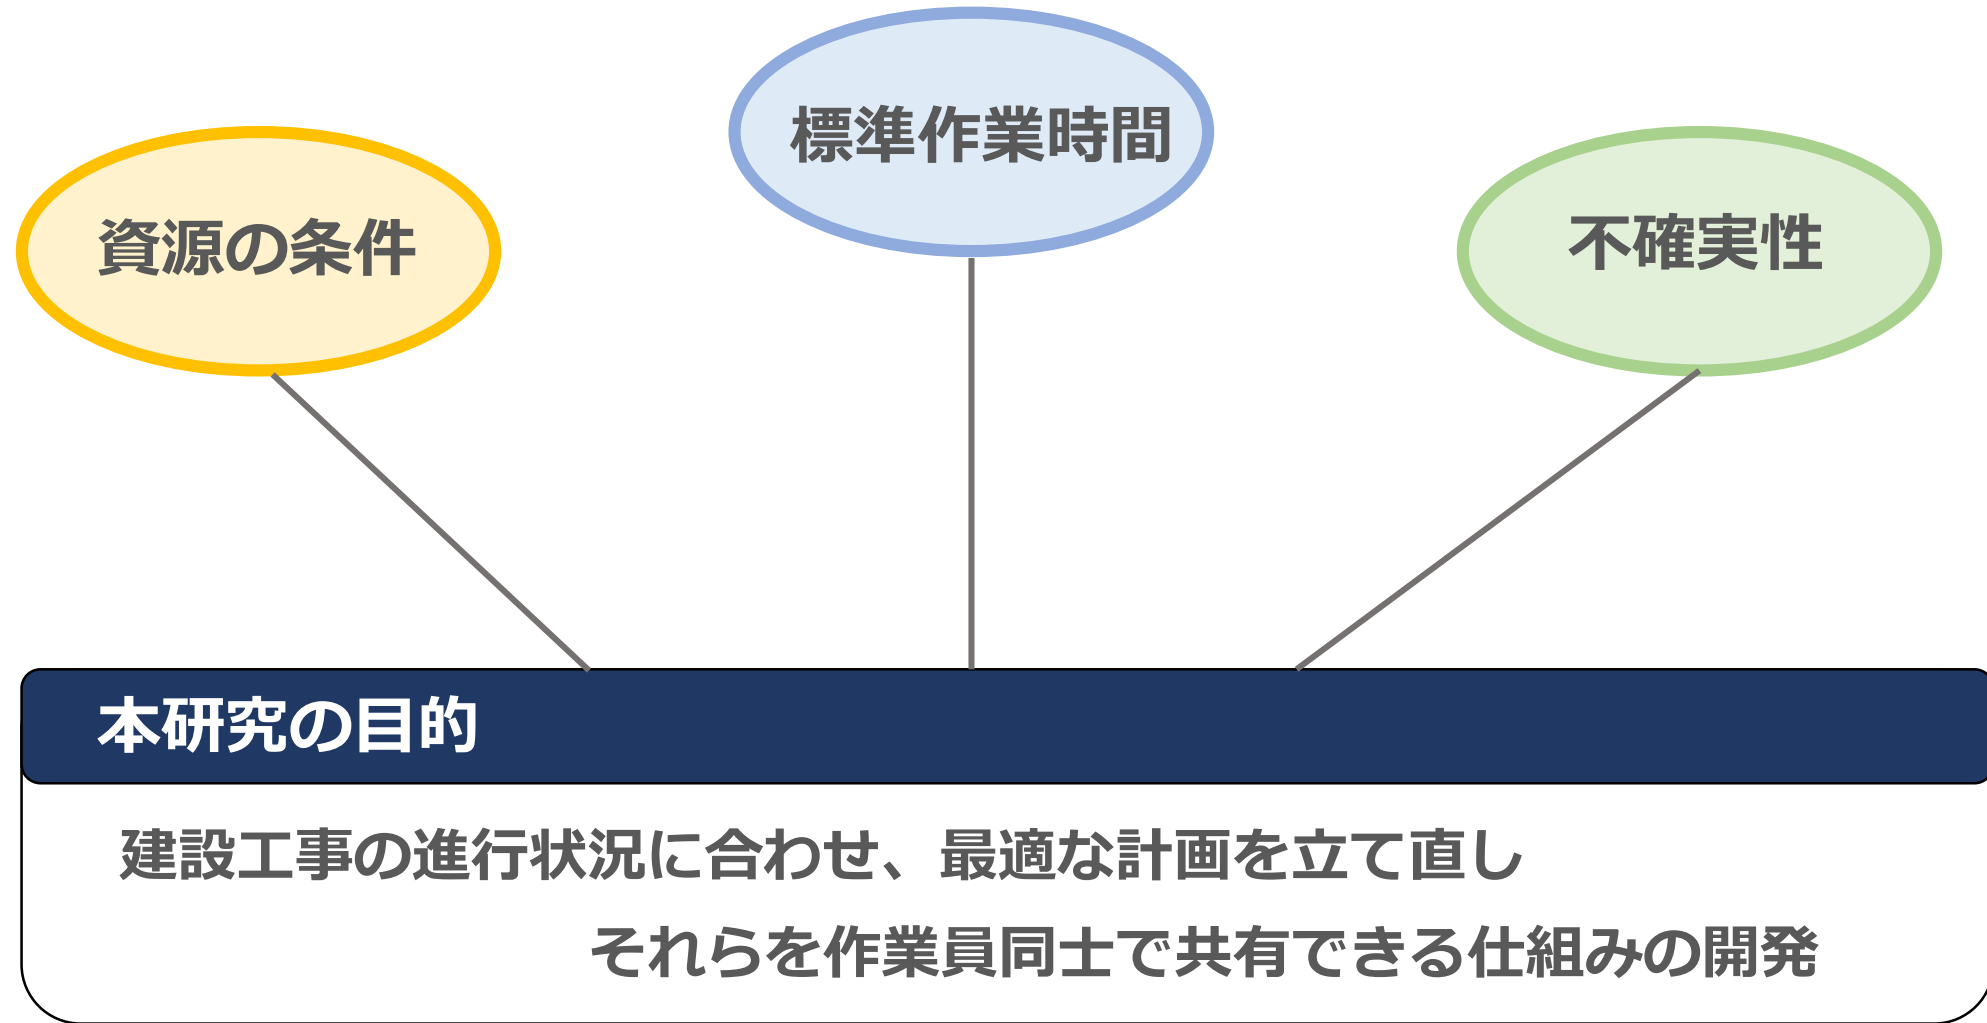 標準作業時間
資源の条件
不確実性
本研究の目的
建設工事の進行状況に合わせ、最適な計画を立て直し
それらを作業員同士で共有できる仕組みの開発